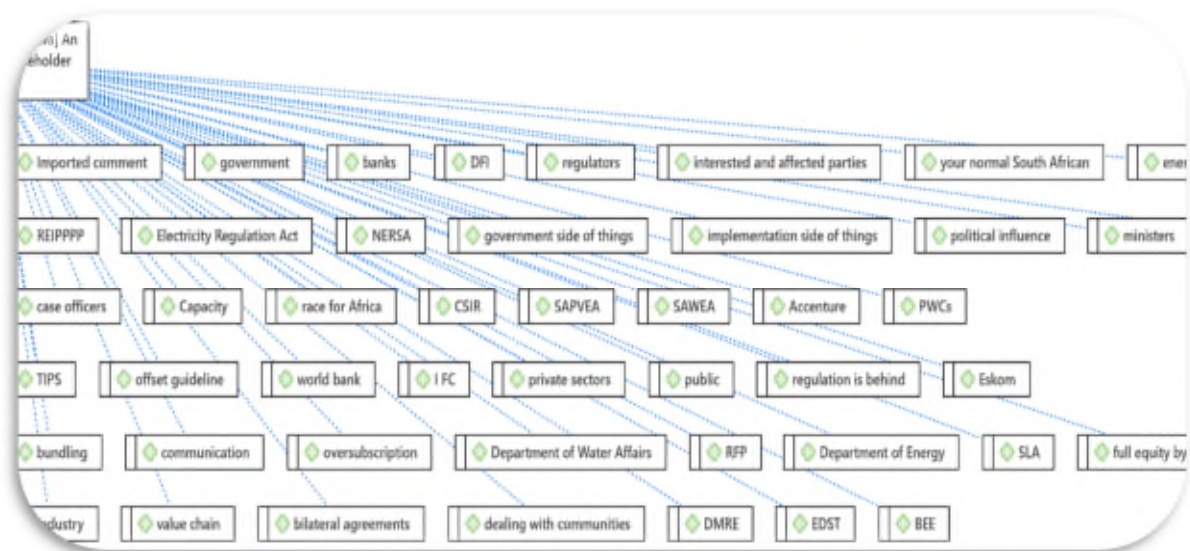 An
eholder
Imported comment government banks DFI regulators interested and affected parties your normal South African ener
REIPPPP Electricity Regulation Act NERSA government side of things implementation side of things political influence ministers
case officers Capacity race for Africa CSIR SAPVEA SAWEA Accenture PWCs
TIPS offset guideline world bank I FC private sectors public regulation is behind Eskom
bundling communication oversubscription Department of Water Affairs RFP Department of Energy SLA full equity by
ndustry value chain bilateral agreements dealing with communities DMRE EDST BEE